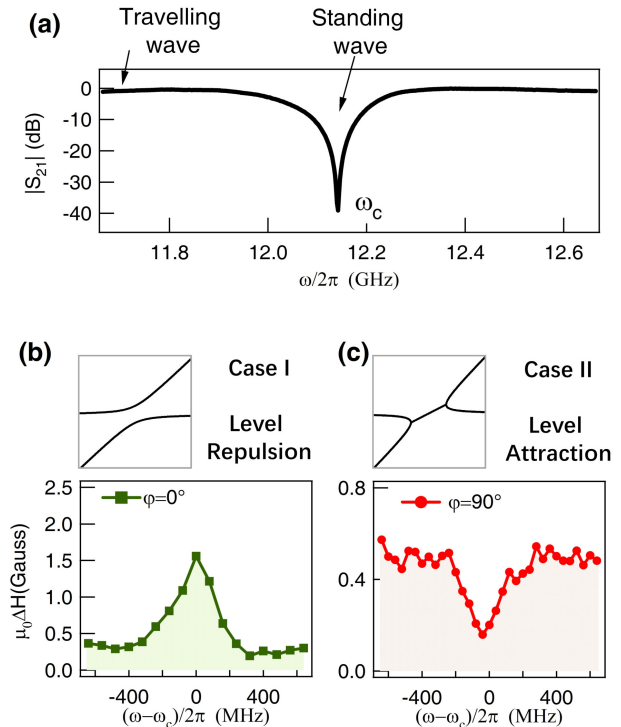 (a)
Travelling
wave
Standing
wave
0
-10
-20
-30
-40
|S21| (dB)
ωc
11.8 12.0 12.2 12.4 12.6
ω/2π (GHz)
(b)
Case I
Level
Repulsion
2.5
2.0
1.5
1.0
0.5
0.0
μ0ΔH(Gauss)
φ=0°
-400 0 400
(ω−ωc)/2π (MHz)
(c)
Case II
Level
Attraction
0.8
0.4
0.0
φ=90°
-400 0 400
(ω−ωc)/2π (MHz)